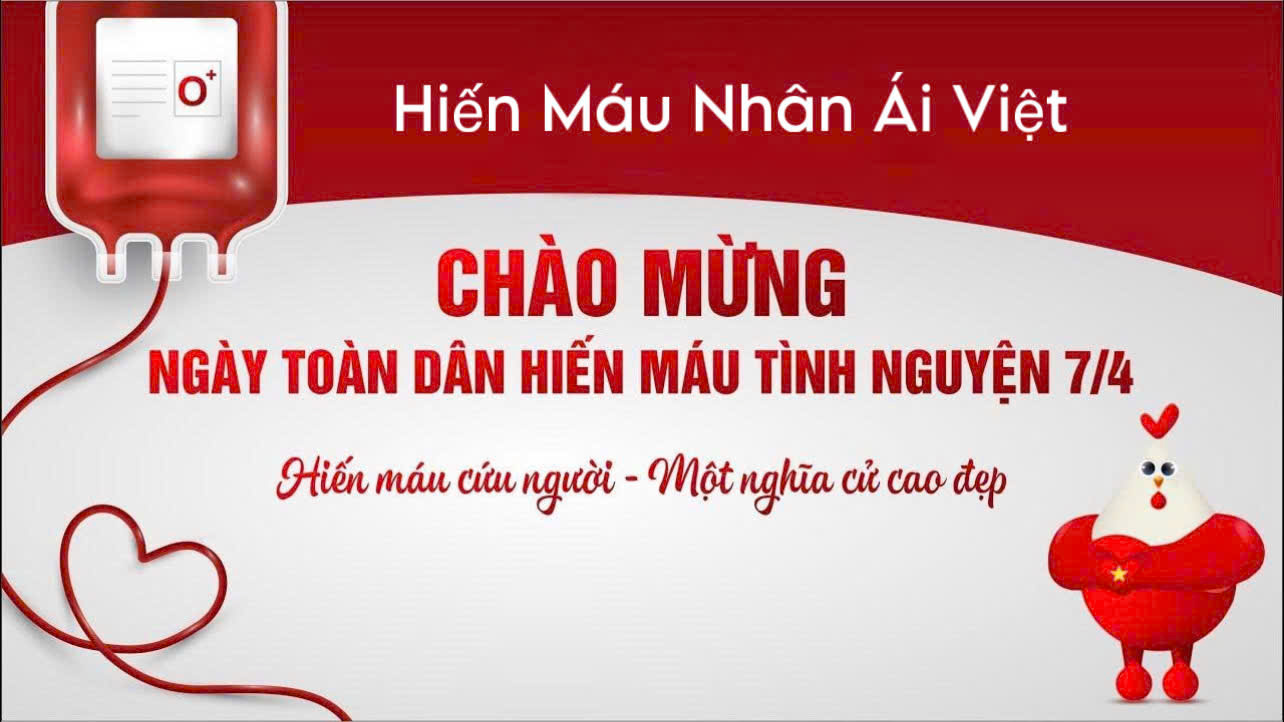 O+
Hiến Máu Nhân Ái Việt
CHÀO MỪNG
NGÀY TOÀN DÂN HIẾN MÁU TÌNH NGUYỆN 7/4
Hiến máu cứu người - Một nghĩa cử cao đẹp